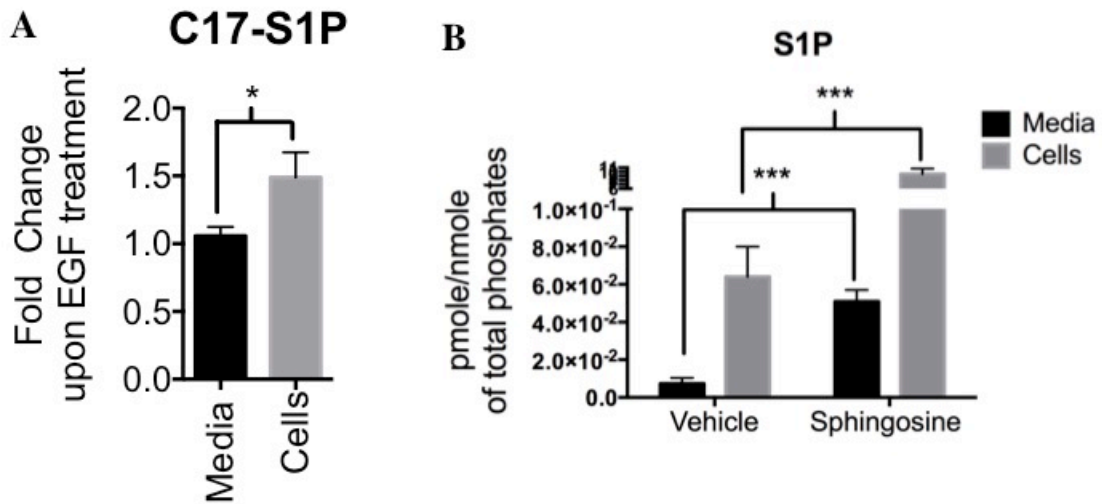 A
C17-S1P
Fold Change
upon EGF treatment
2.0
1.5
1.0
0.5
0.0
*
Media
Cells
B
S1P
pmole/nmole
of total phosphates
11
1.0×10-1
8.0×10-2
6.0×10-2
4.0×10-2
2.0×10-2
0.0
***
***
Vehicle
Sphingosine
Media
Cells